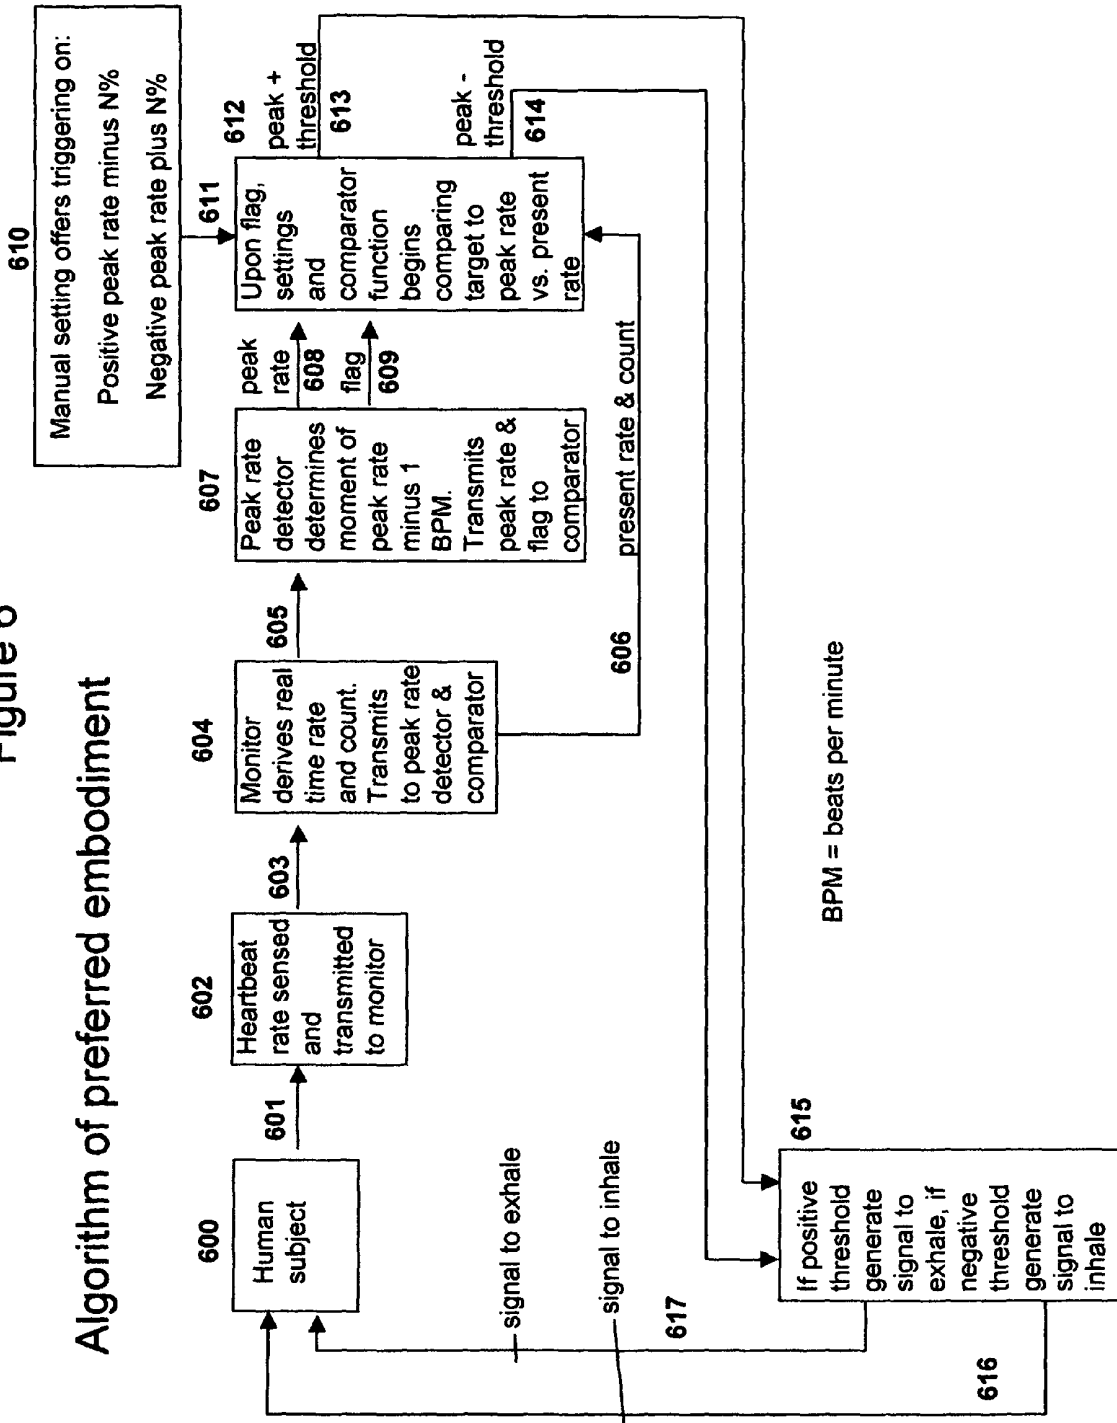 Figure 6
Algorithm of preferred embodiment
610
Manual setting offers triggering on:
Positive peak rate minus N%
Negative peak rate plus N%
611
600
Human
subject
601
602
Heartbeat
rate sensed
and
transmitted
to monitor
603
604
Monitor
derives real
time rate
and count.
Transmits
to peak rate
detector &
comparator
605
606
present rate & count
607
Peak rate
detector
determines
moment of
peak rate
minus 1
BPM.
Transmits
peak rate &
flag to
comparator
peak
rate
608
flag
609
612
Upon flag,
settings
and
comparator
function
begins
comparing
target to
peak rate
vs. present
rate
peak +
threshold
613
peak -
threshold
614
signal to exhale
signal to inhale
617
616
615
If positive
threshold
generate
signal to
exhale, if
negative
threshold
generate
signal to
inhale
BPM = beats per minute